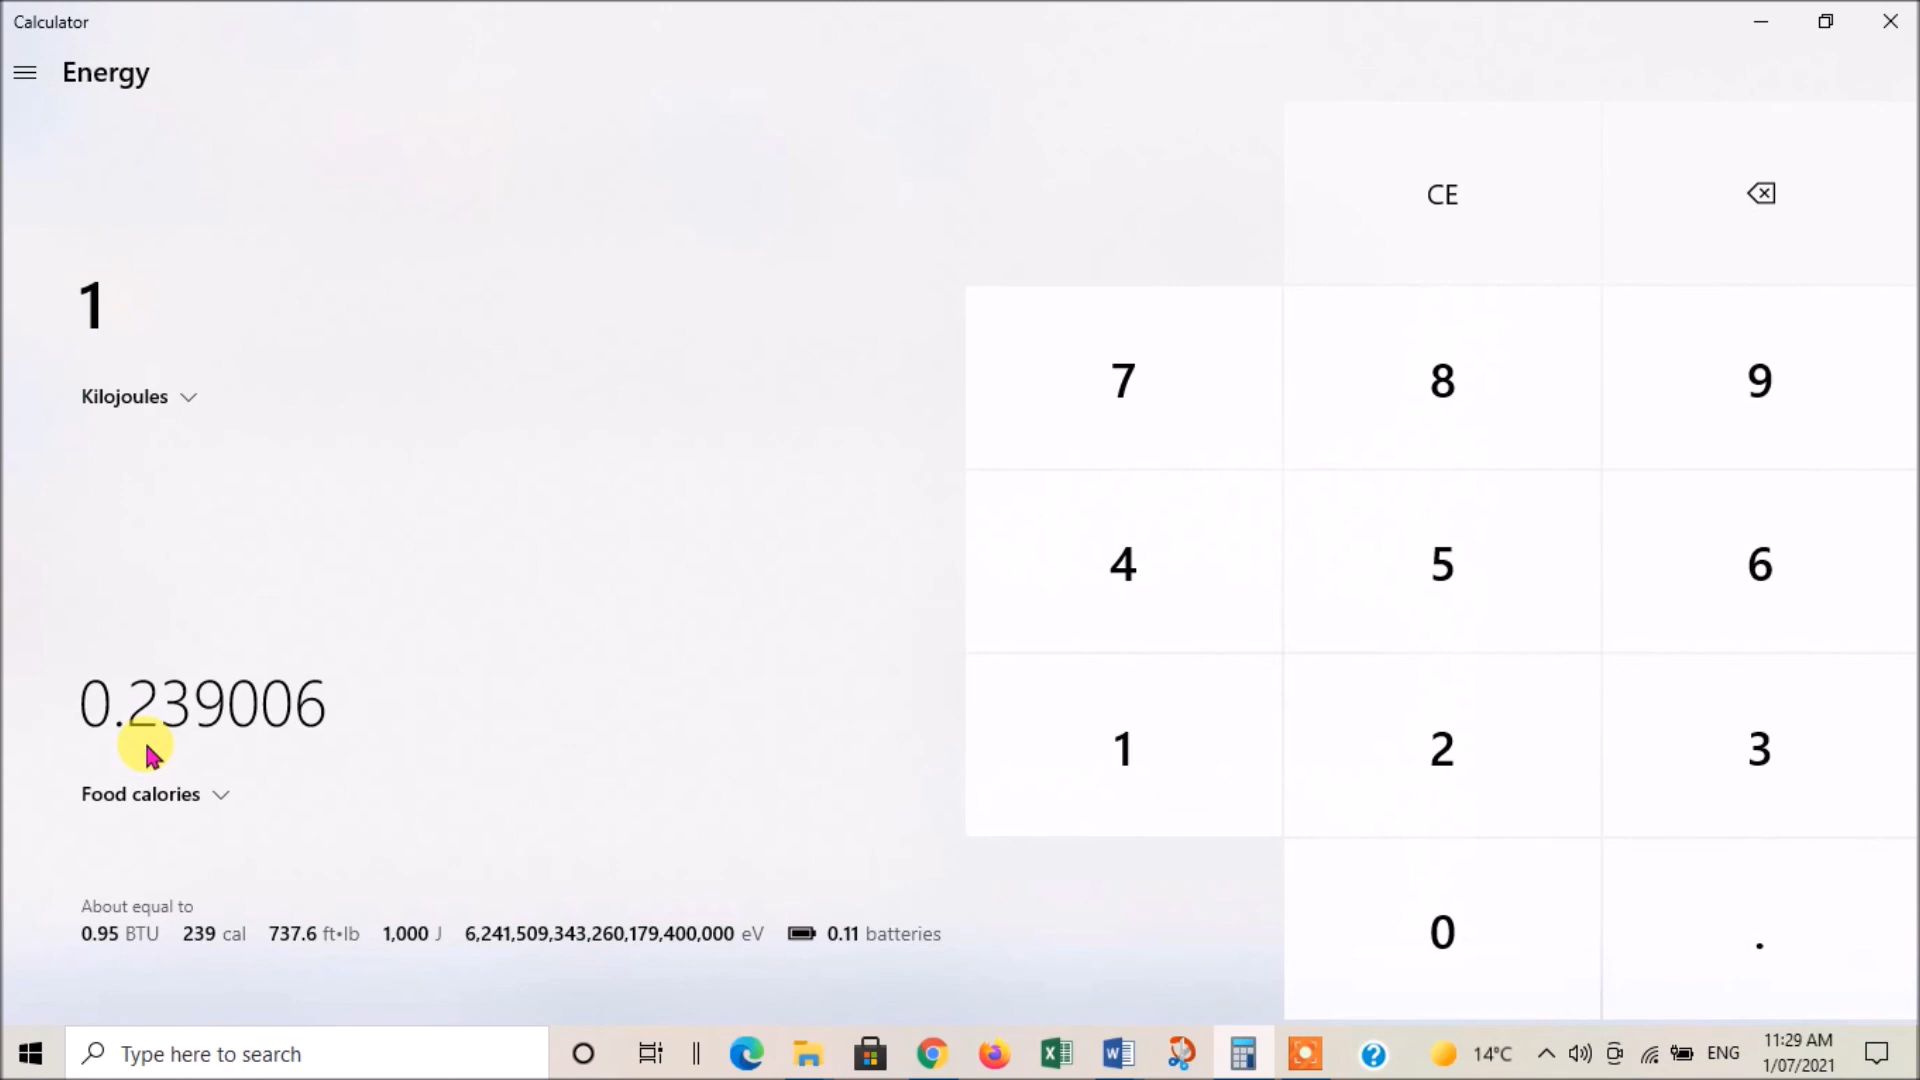 Calculator
Energy
CE
1
Kilojoules
7 8 9
4 5 6
0.239006
1 2 3
Food calories
About equal to
0.95 BTU 239 cal 737.6 ft•lb 1,000 J 6,241,509,343,260,179,400,000 eV 0.11 batteries
0 .
Type here to search
14°C
ENG
11:29 AM
1/07/2021